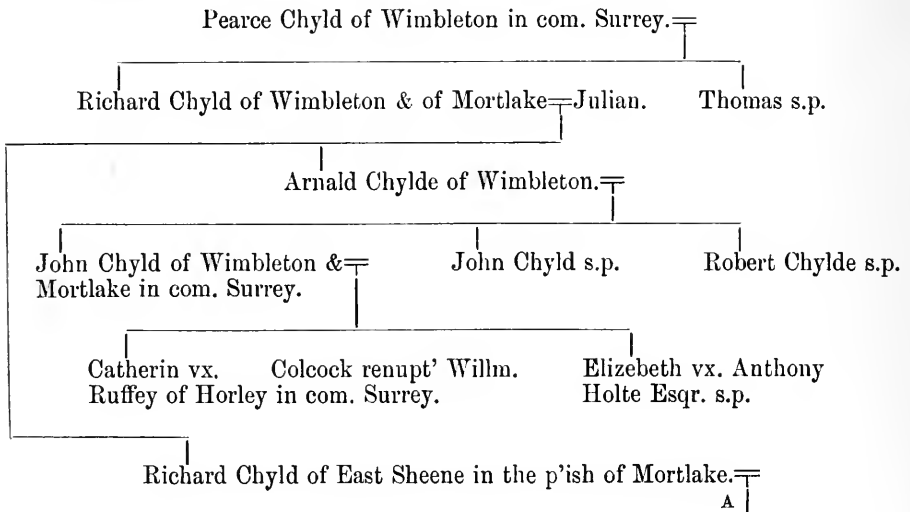 Pearce Chyld of Wimbleton in com. Surrey.
Richard Chyld of Wimbleton & of Mortlake Julian. Thomas s.p.
Arnald Chylde of Wimbleton.
John Chyld of Wimbleton & John Chyld s.p. Robert Chylde s.p.
Mortlake in com. Surrey.
Catherin vx. Colcock renupt' Willm. Elizebeth vx. Anthony
Ruffey of Horley in com. Surrey. Holte Esqr. s.p.
Richard Chyld of East Sheene in the p'ish of Mortlake.
A